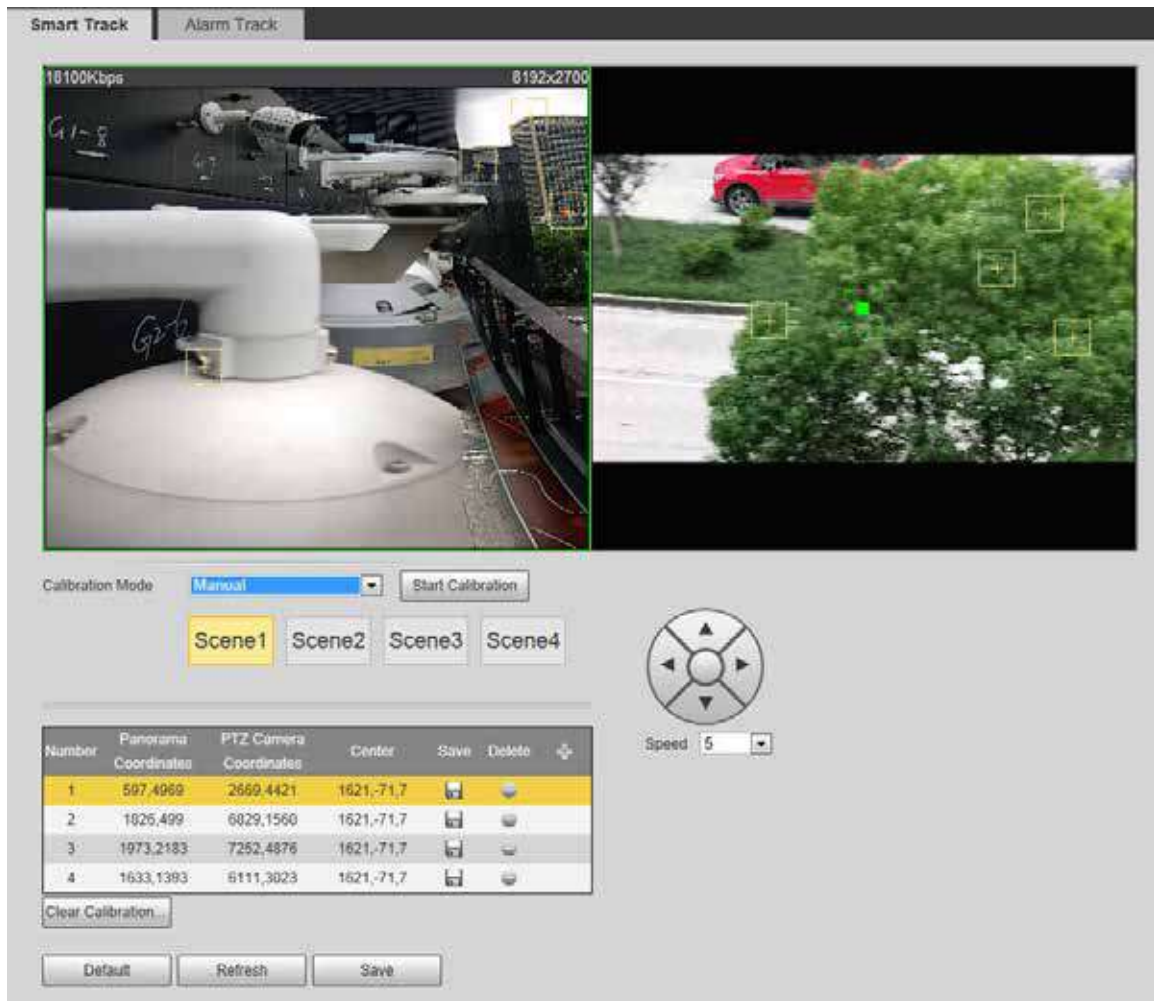 Smart Track
Alarm Track
18100Kbps
8192x2700
G1-8
G2-6
Calibration Mode
Manual
Start Calibration
Scene1
Scene2
Scene3
Scene4
Speed
5
Number
Panorama Coordinates
PTZ Camera Coordinates
Center
Save
Delete
1 597,4969 2669,4421 1621,-71,7
2 1826,499 6829,1560 1621,-71,7
3 1973,2183 7252,4876 1621,-71,7
4 1633,1393 6111,3023 1621,-71,7
Clear Calibration...
Default
Refresh
Save